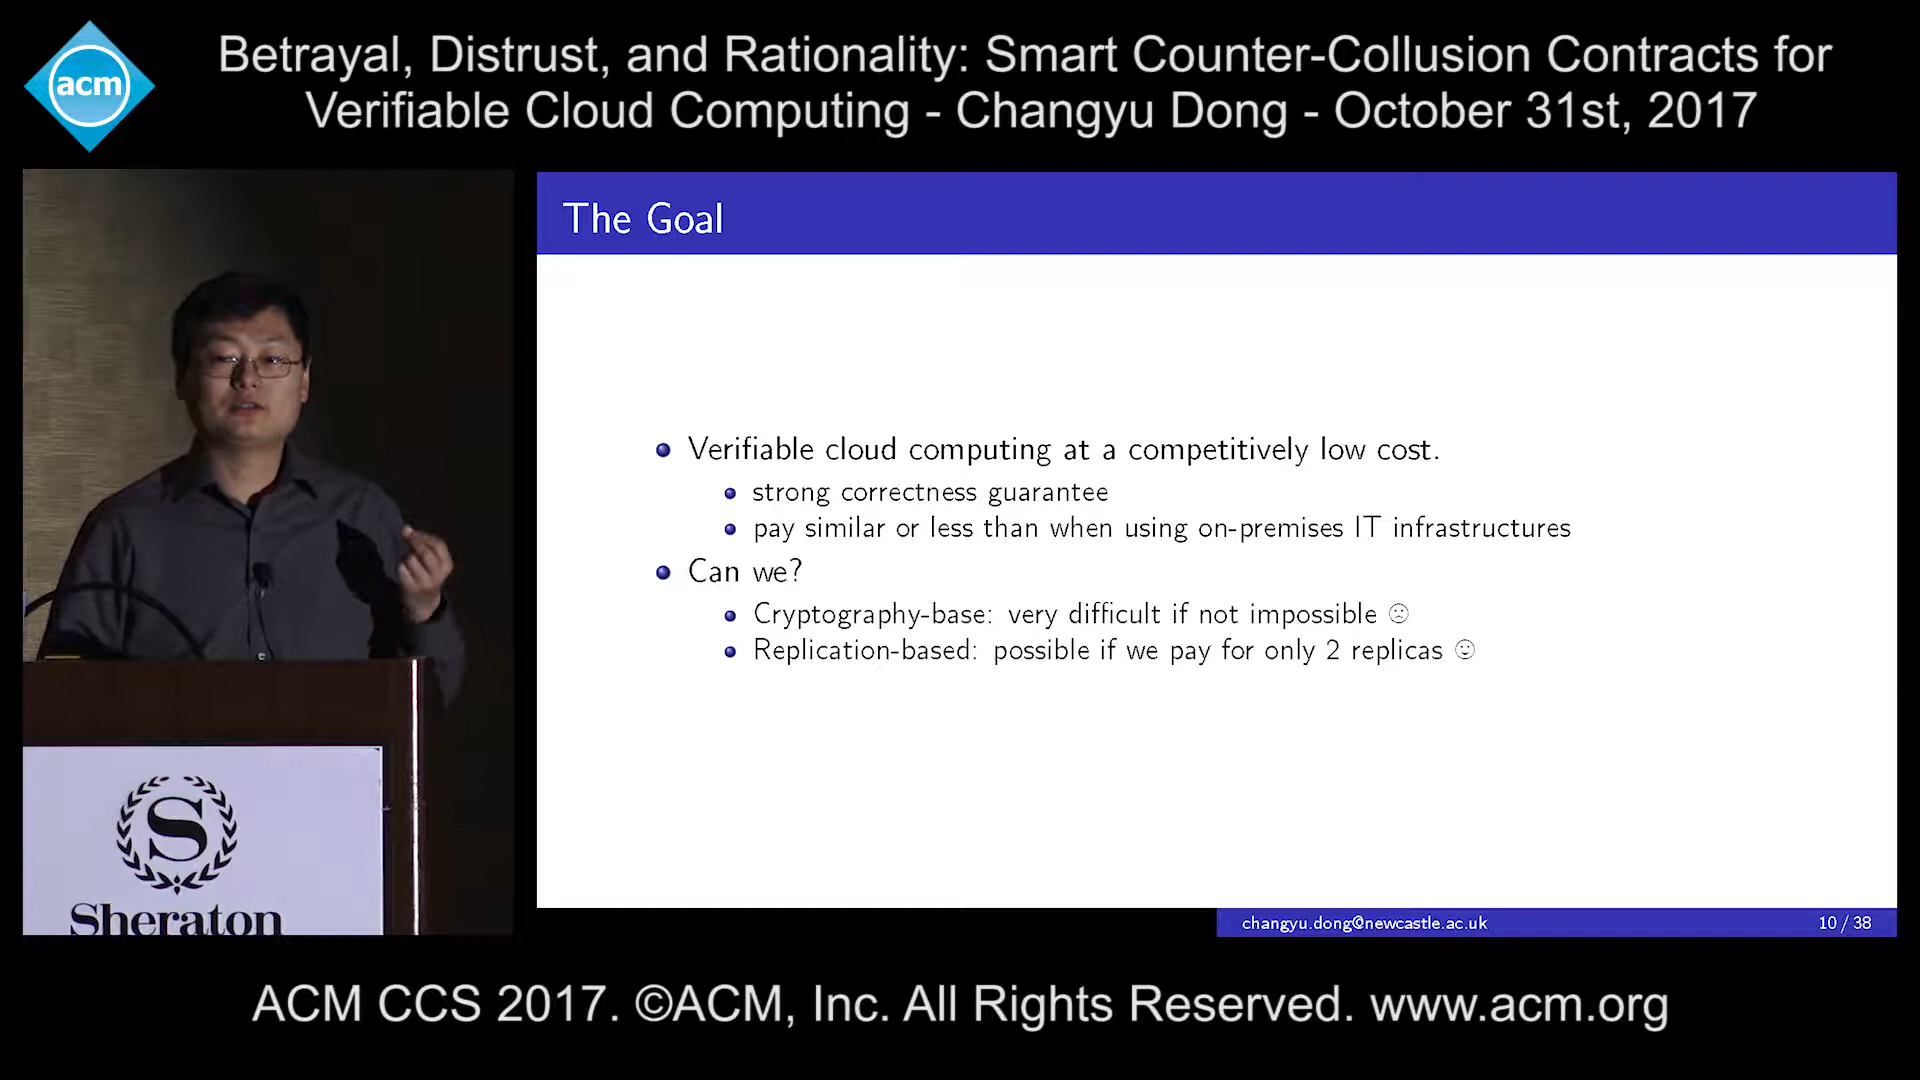 acm
Betrayal, Distrust, and Rationality: Smart Counter-Collusion Contracts for
Verifiable Cloud Computing - Changyu Dong - October 31st, 2017
The Goal
Verifiable cloud computing at a competitively low cost.
strong correctness guarantee
pay similar or less than when using on-premises IT infrastructures
Can we?
Cryptography-base: very difficult if not impossible ☹
Replication-based: possible if we pay for only 2 replicas ☺
changyu.dong@newcastle.ac.uk 10 / 38
S
Sheraton
ACM CCS 2017. ©ACM, Inc. All Rights Reserved. www.acm.org